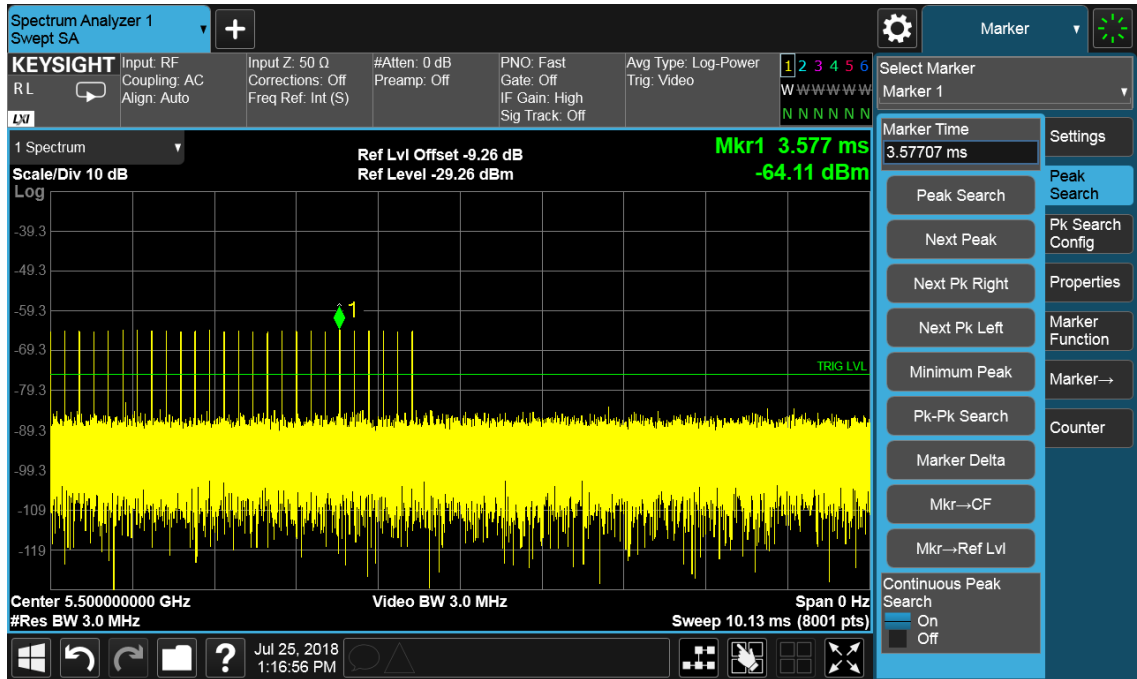 Spectrum Analyzer 1
Swept SA
Marker
KEYSIGHT
R L
LXI
Input: RF
Coupling: AC
Align: Auto
Input Z: 50 Ω
Corrections: Off
Freq Ref: Int (S)
#Atten: 0 dB
Preamp: Off
PNO: Fast
Gate: Off
IF Gain: High
Sig Track: Off
Avg Type: Log-Power
Trig: Video
1 2 3 4 5 6
W W W W W W
N N N N N N
Select Marker
Marker 1
1 Spectrum
Ref Lvl Offset -9.26 dB
Mkr1 3.577 ms
Scale/Div 10 dB
Ref Level -29.26 dBm
-64.11 dBm
Log
-39.3
-49.3
-59.3
-69.3
-79.3
-89.3
-99.3
-109
-119
1
TRIG LVL
Center 5.500000000 GHz
Video BW 3.0 MHz
Span 0 Hz
#Res BW 3.0 MHz
Sweep 10.13 ms (8001 pts)
Marker Time
3.57707 ms
Peak Search
Next Peak
Next Pk Right
Next Pk Left
Minimum Peak
Pk-Pk Search
Marker Delta
Mkr→CF
Mkr→Ref Lvl
Continuous Peak
Search
On
Off
Settings
Peak
Search
Pk Search
Config
Properties
Marker
Function
Marker→
Counter
?
Jul 25, 2018
1:16:56 PM